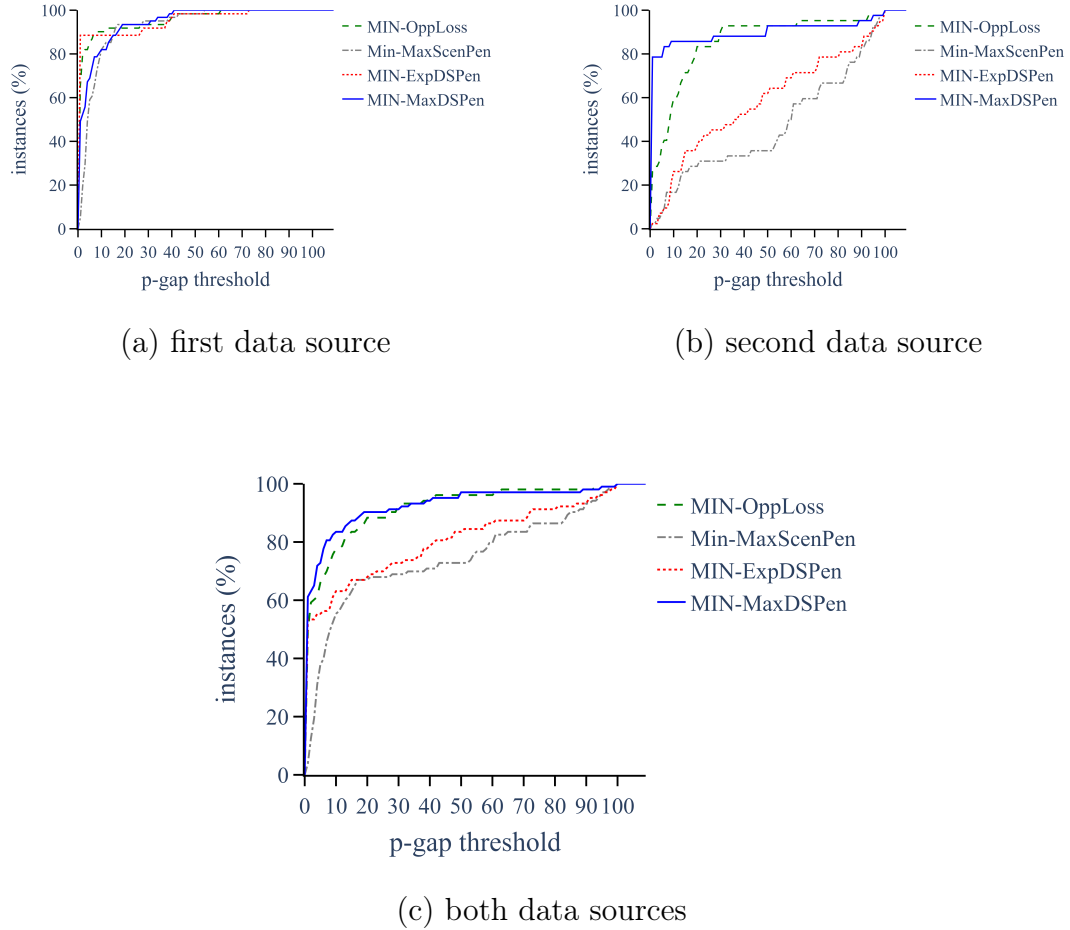 100
80
60
40
20
0
instances (%)
0 10 20 30 40 50 60 70 80 90 100
p-gap threshold
MIN-OppLoss
Min-MaxScenPen
MIN-ExpDSPen
MIN-MaxDSPen
(a) first data source
100
80
60
40
20
0
instances (%)
0 10 20 30 40 50 60 70 80 90 100
p-gap threshold
MIN-OppLoss
Min-MaxScenPen
MIN-ExpDSPen
MIN-MaxDSPen
(b) second data source
100
80
60
40
20
0
instances (%)
0 10 20 30 40 50 60 70 80 90 100
p-gap threshold
MIN-OppLoss
Min-MaxScenPen
MIN-ExpDSPen
MIN-MaxDSPen
(c) both data sources